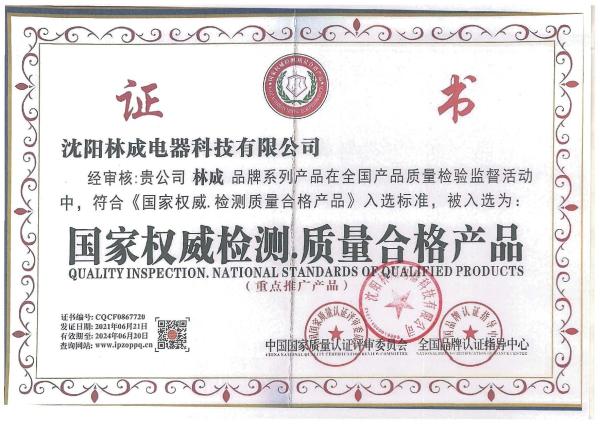 证 书
沈阳林成电器科技有限公司
经审核:贵公司 林成 品牌系列产品在全国产品质量检验监督活动
中，符合《国家权威.检测质量合格产品》入选标准，被入选为：
国家权威检测.质量合格产品
QUALITY INSPECTION. NATIONAL STANDARDS OF QUALIFIED PRODUCTS
（重点推广产品）
证书编号: CQCF0867720
发证日期: 2021年06月21日
有效期至: 2024年06月20日
查询网站: www.ipzoppq.cn
中国国家质量认证评审委员会 全国品牌认证指导中心